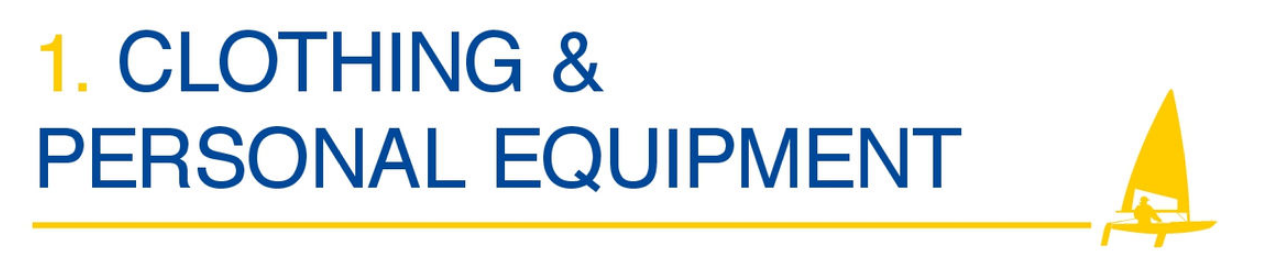 1. CLOTHING &
PERSONAL EQUIPMENT